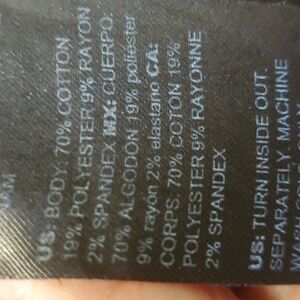 US: BODY: 70% COTTON
19% POLYESTER 9% RAYON
2% SPANDEX MX: CUERPO:
70% ALGODON 19% poliester
9% rayón 2% elastano CA:
CORPS: 70% COTON 19%
POLYESTER 9% RAYONNE
2% SPANDEX
US: TURN INSIDE OUT.
SEPARATELY MACHINE